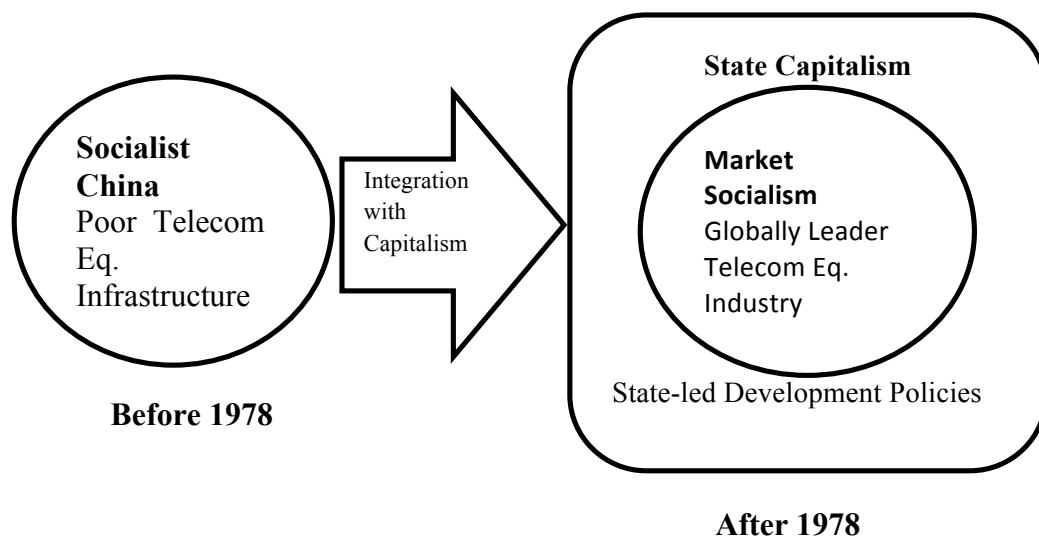 Socialist
China
Poor Telecom
Eq.
Infrastructure
Before 1978
Integration
with
Capitalism
State Capitalism
Market
Socialism
Globally Leader
Telecom Eq.
Industry
State-led Development Policies
After 1978